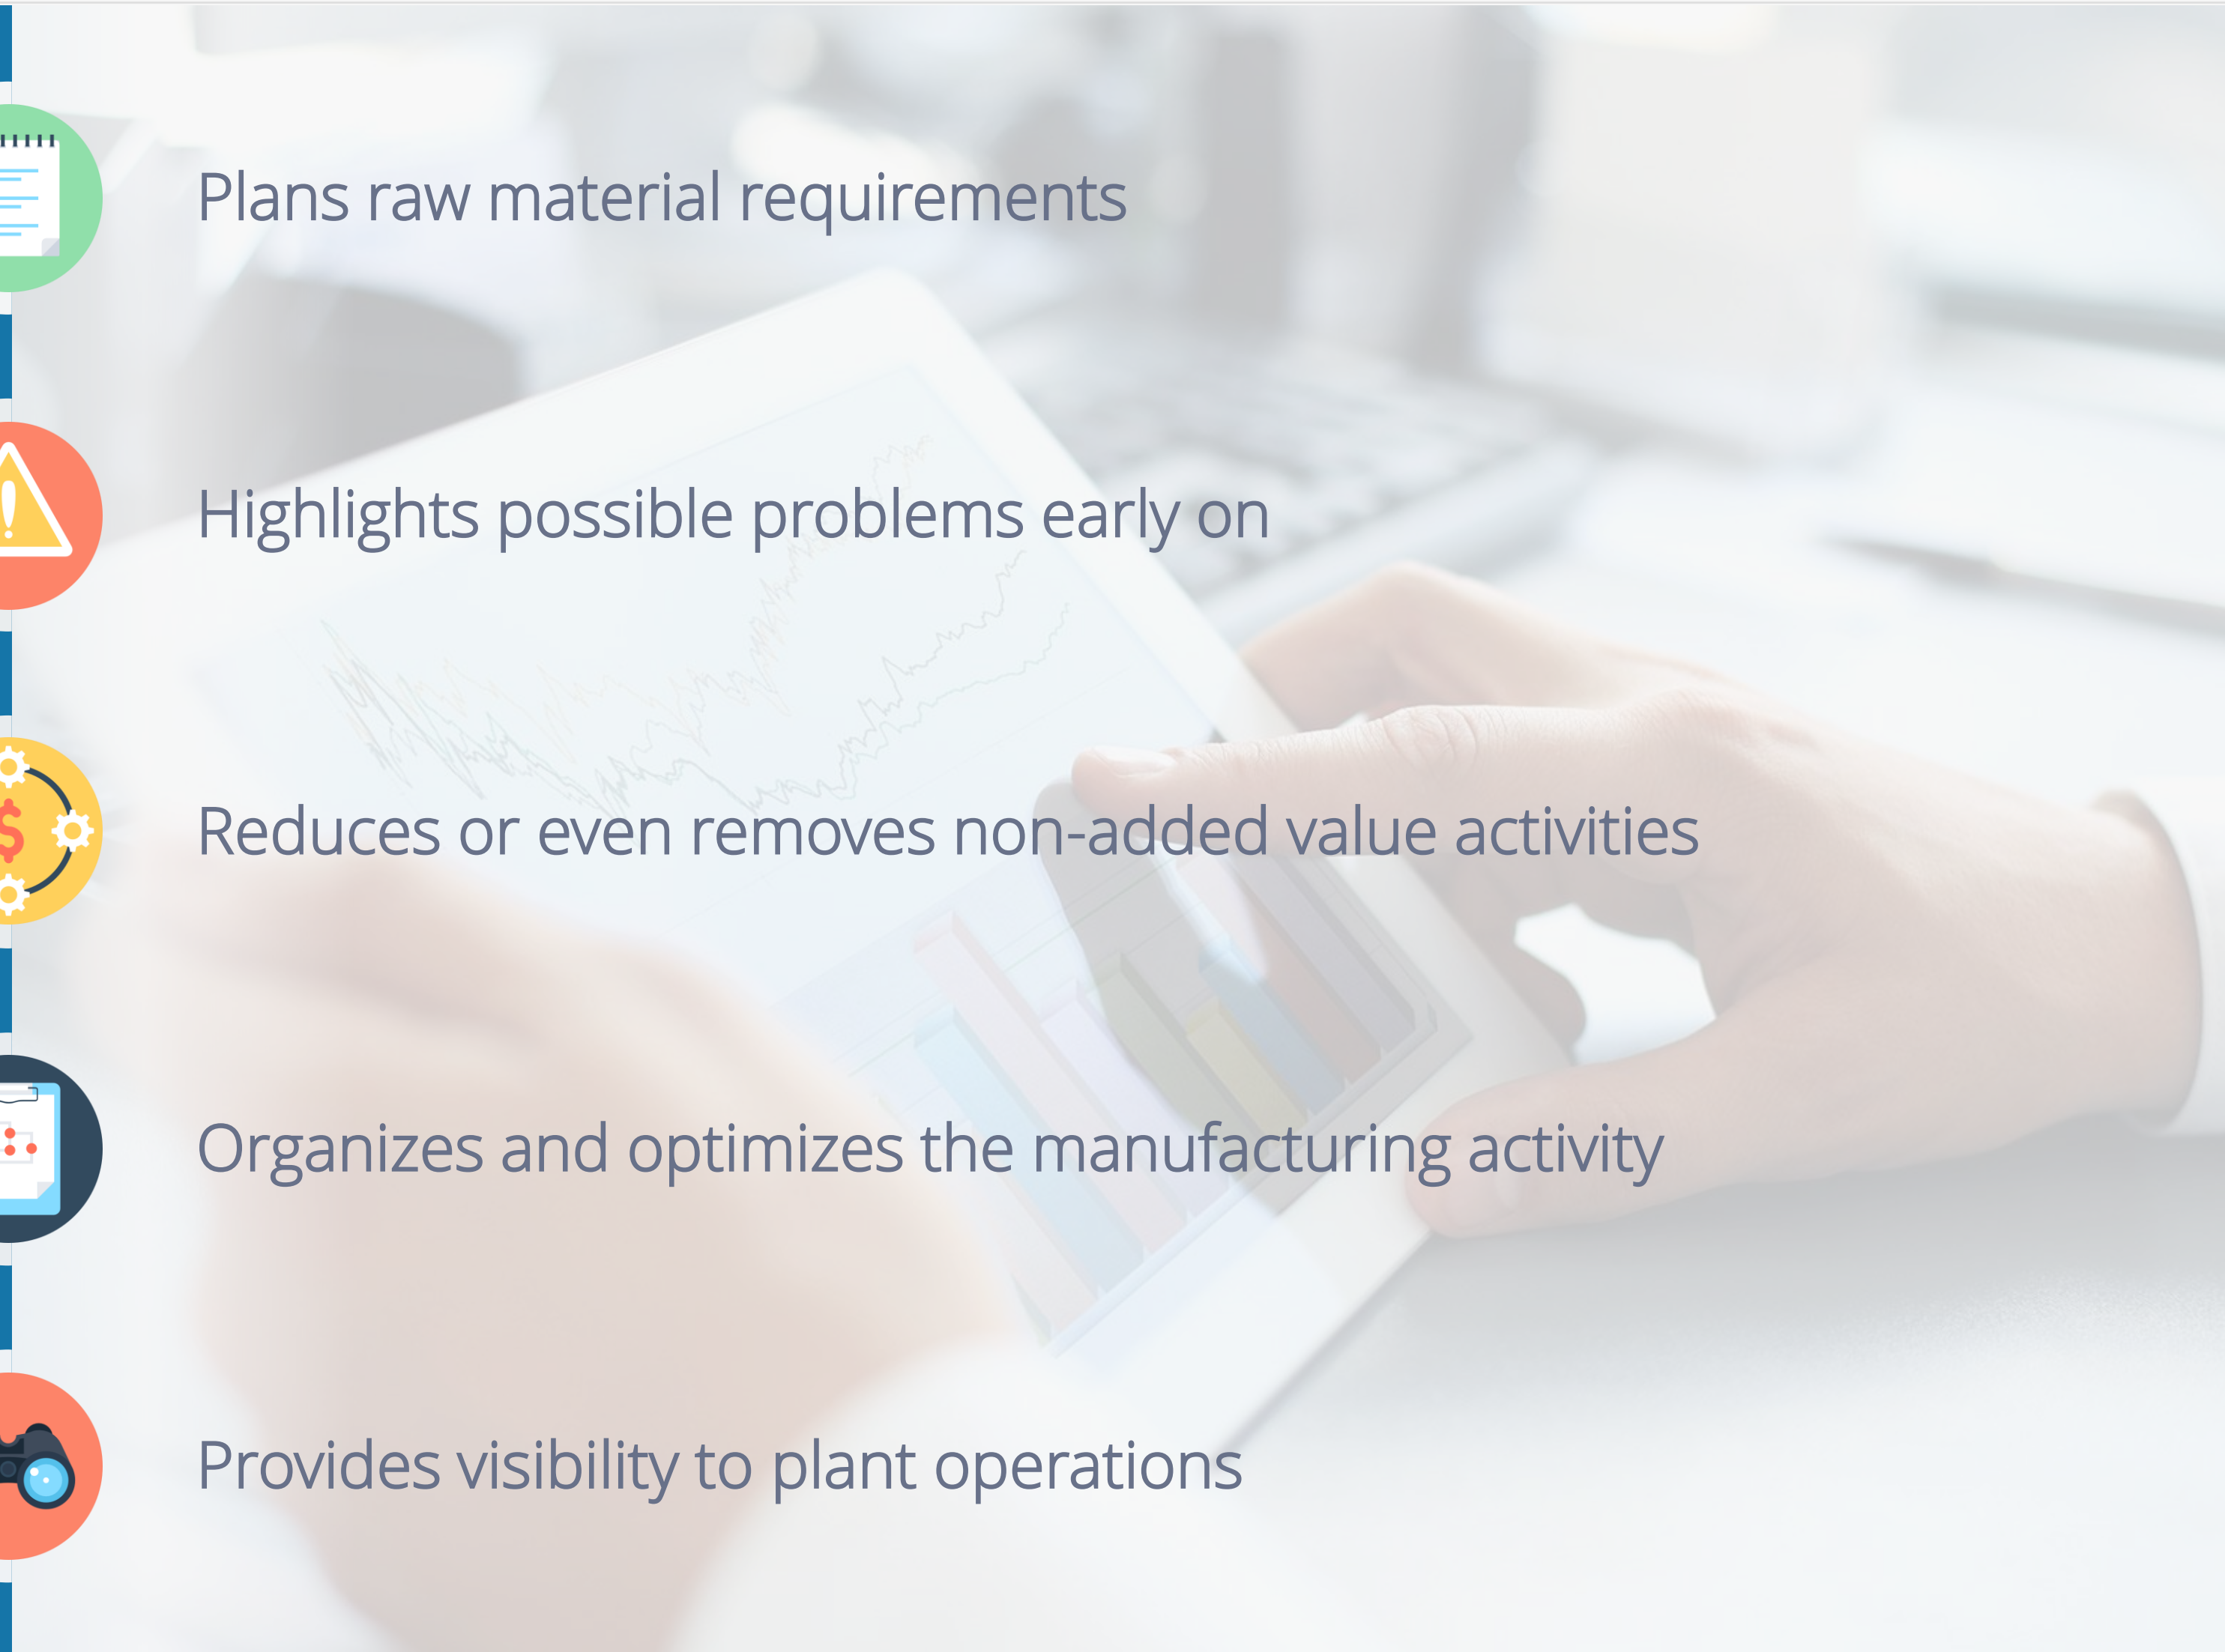 Plans raw material requirements
Highlights possible problems early on
Reduces or even removes non-added value activities
Organizes and optimizes the manufacturing activity
Provides visibility to plant operations